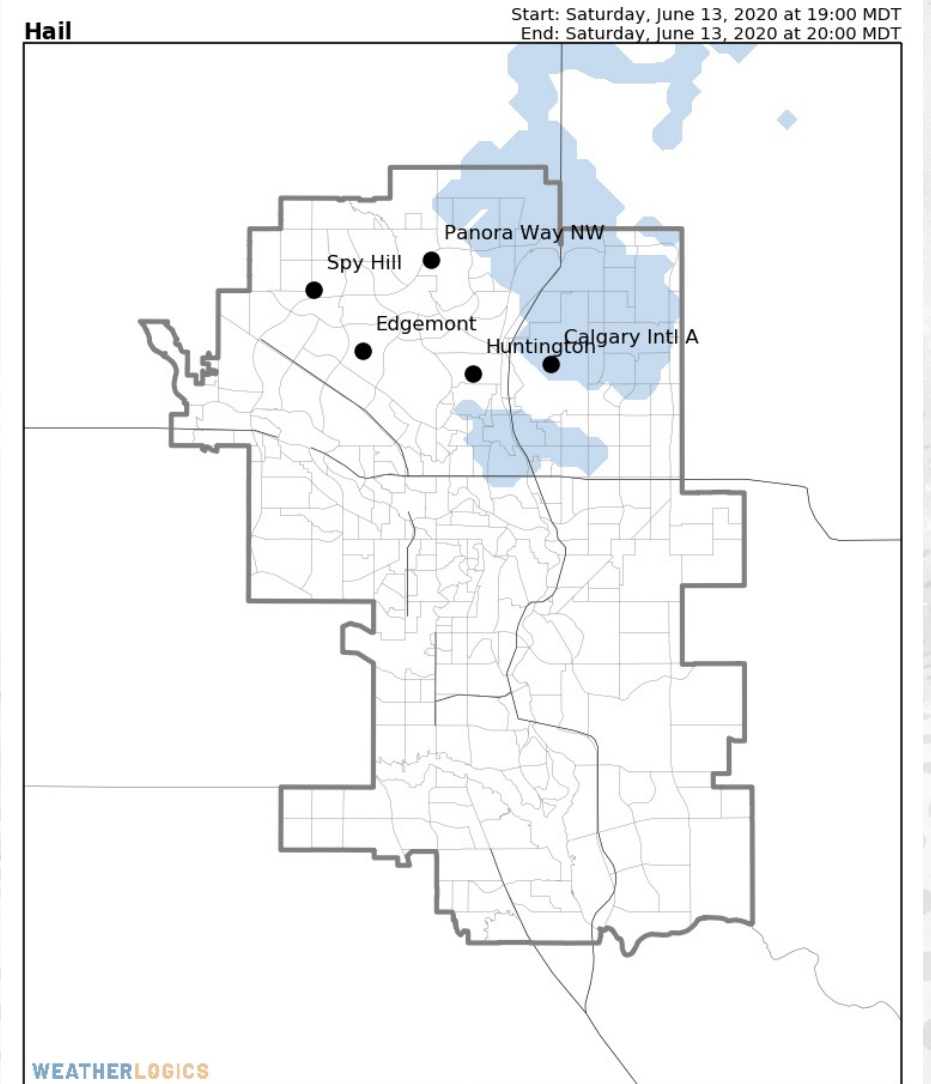 Start: Saturday, June 13, 2020 at 19:00 MDT
Hail
End: Saturday, June 13, 2020 at 20:00 MDT
Panora Way NW
Spy Hill
Edgemont
Calgary Intl A
Huntington
WEATHERLOGICS